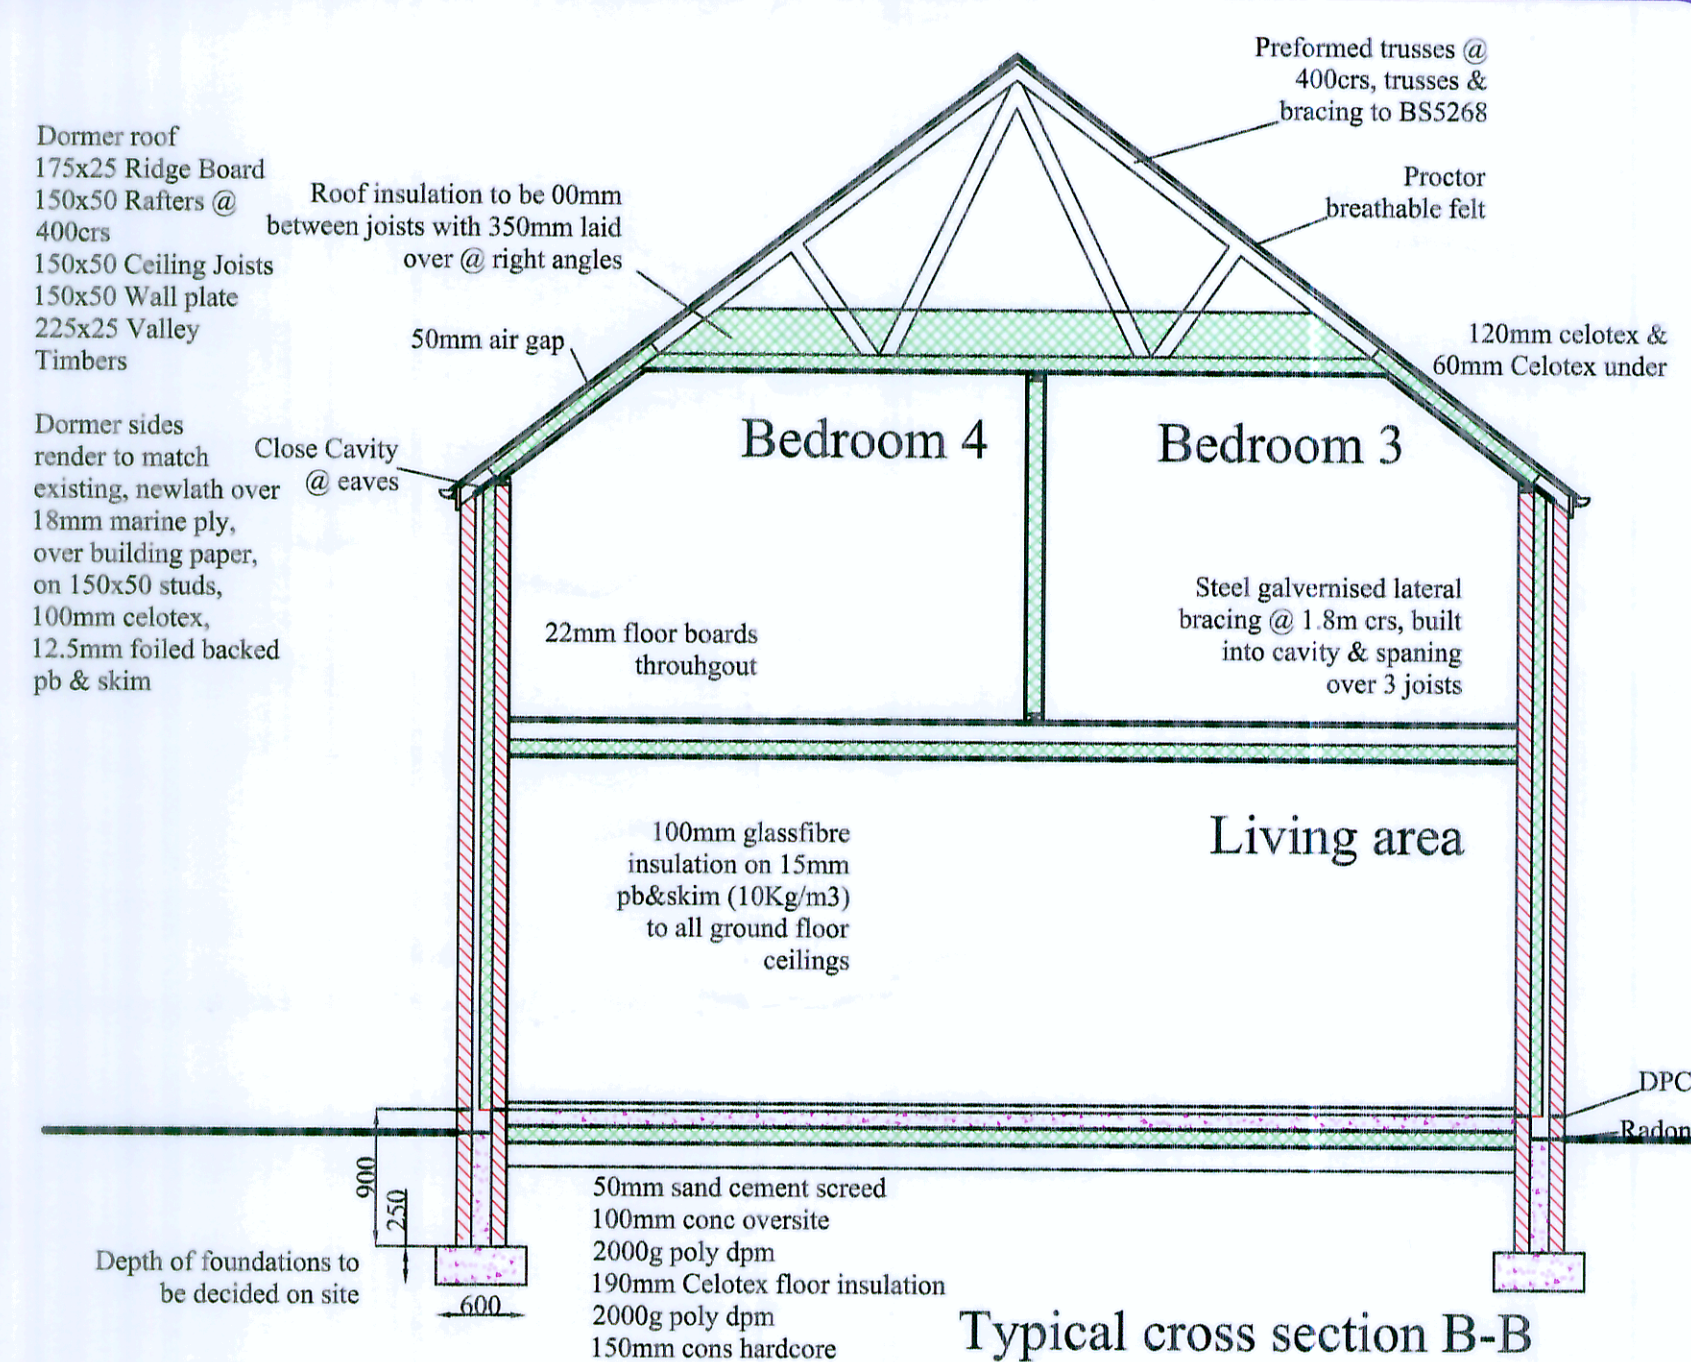 Preformed trusses @
400crs, trusses &
bracing to BS5268
Proctor
breathable felt
Dormer roof
175x25 Ridge Board
150x50 Rafters @
400crs
150x50 Ceiling Joists
150x50 Wall plate
225x25 Valley
Timbers
Roof insulation to be 00mm
between joists with 350mm laid
over @ right angles
50mm air gap
120mm celotex &
60mm Celotex under
Dormer sides
render to match
existing, newlath over
18mm marine ply,
over building paper,
on 150x50 studs,
100mm celotex,
12.5mm foiled backed
pb & skim
Close Cavity
@ eaves
Bedroom 4
Bedroom 3
22mm floor boards
throuhgout
Steel galvernised lateral
bracing @ 1.8m crs, built
into cavity & spaning
over 3 joists
Living area
100mm glassfibre
insulation on 15mm
pb&skim (10Kg/m3)
to all ground floor
ceilings
DPC
Radon
900
250
600
Depth of foundations to
be decided on site
50mm sand cement screed
100mm conc oversite
2000g poly dpm
190mm Celotex floor insulation
2000g poly dpm
150mm cons hardcore
Typical cross section B-B